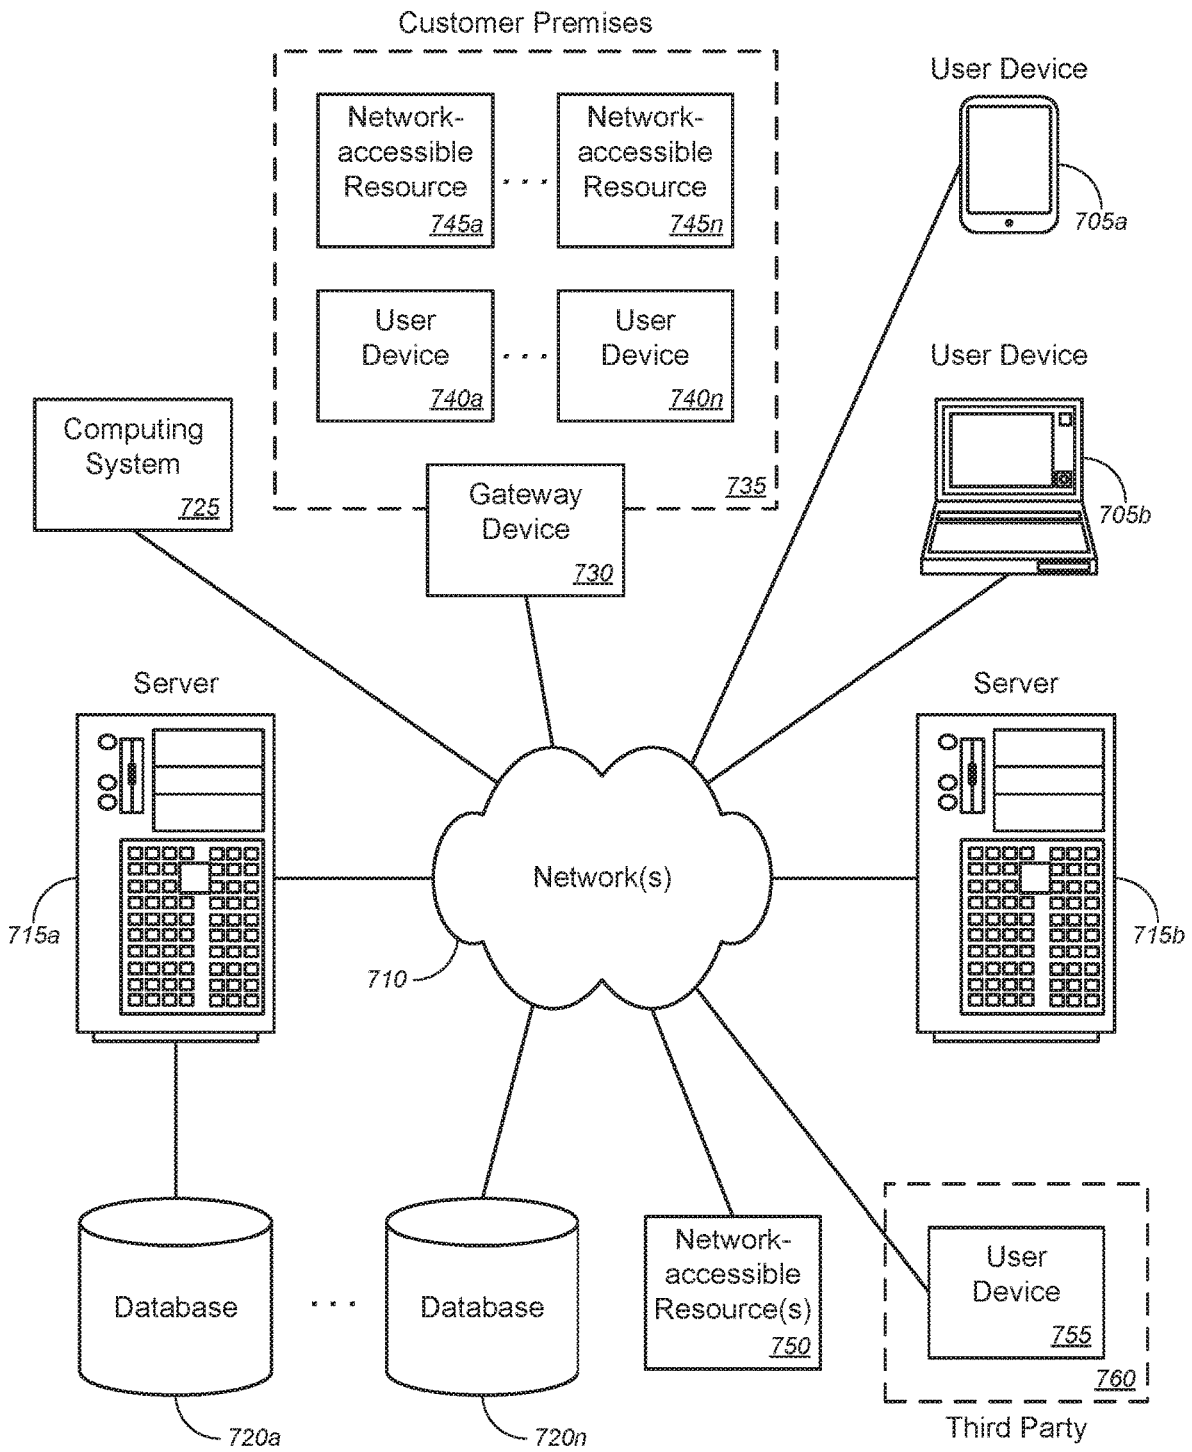 Customer Premises
User Device
Network-
accessible
Resource
745a
. . .
Network-
accessible
Resource
745n
705a
User
Device
740a
. . .
User
Device
740n
User Device
Computing
System
725
735
Gateway
Device
730
705b
Server
Server
Network(s)
715a
710
715b
Network-
accessible
Resource(s)
750
User
Device
755
Database
. . .
Database
760
720a
720n
Third Party